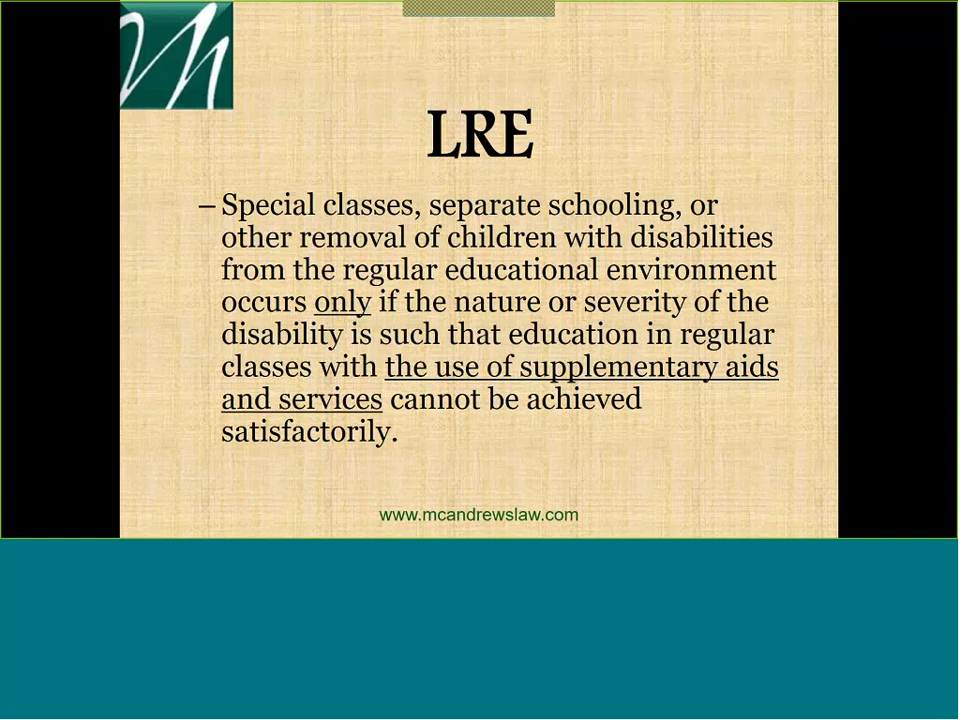 LRE
– Special classes, separate schooling, or
other removal of children with disabilities
from the regular educational environment
occurs only if the nature or severity of the
disability is such that education in regular
classes with the use of supplementary aids
and services cannot be achieved
satisfactorily.
www.mcandrewslaw.com